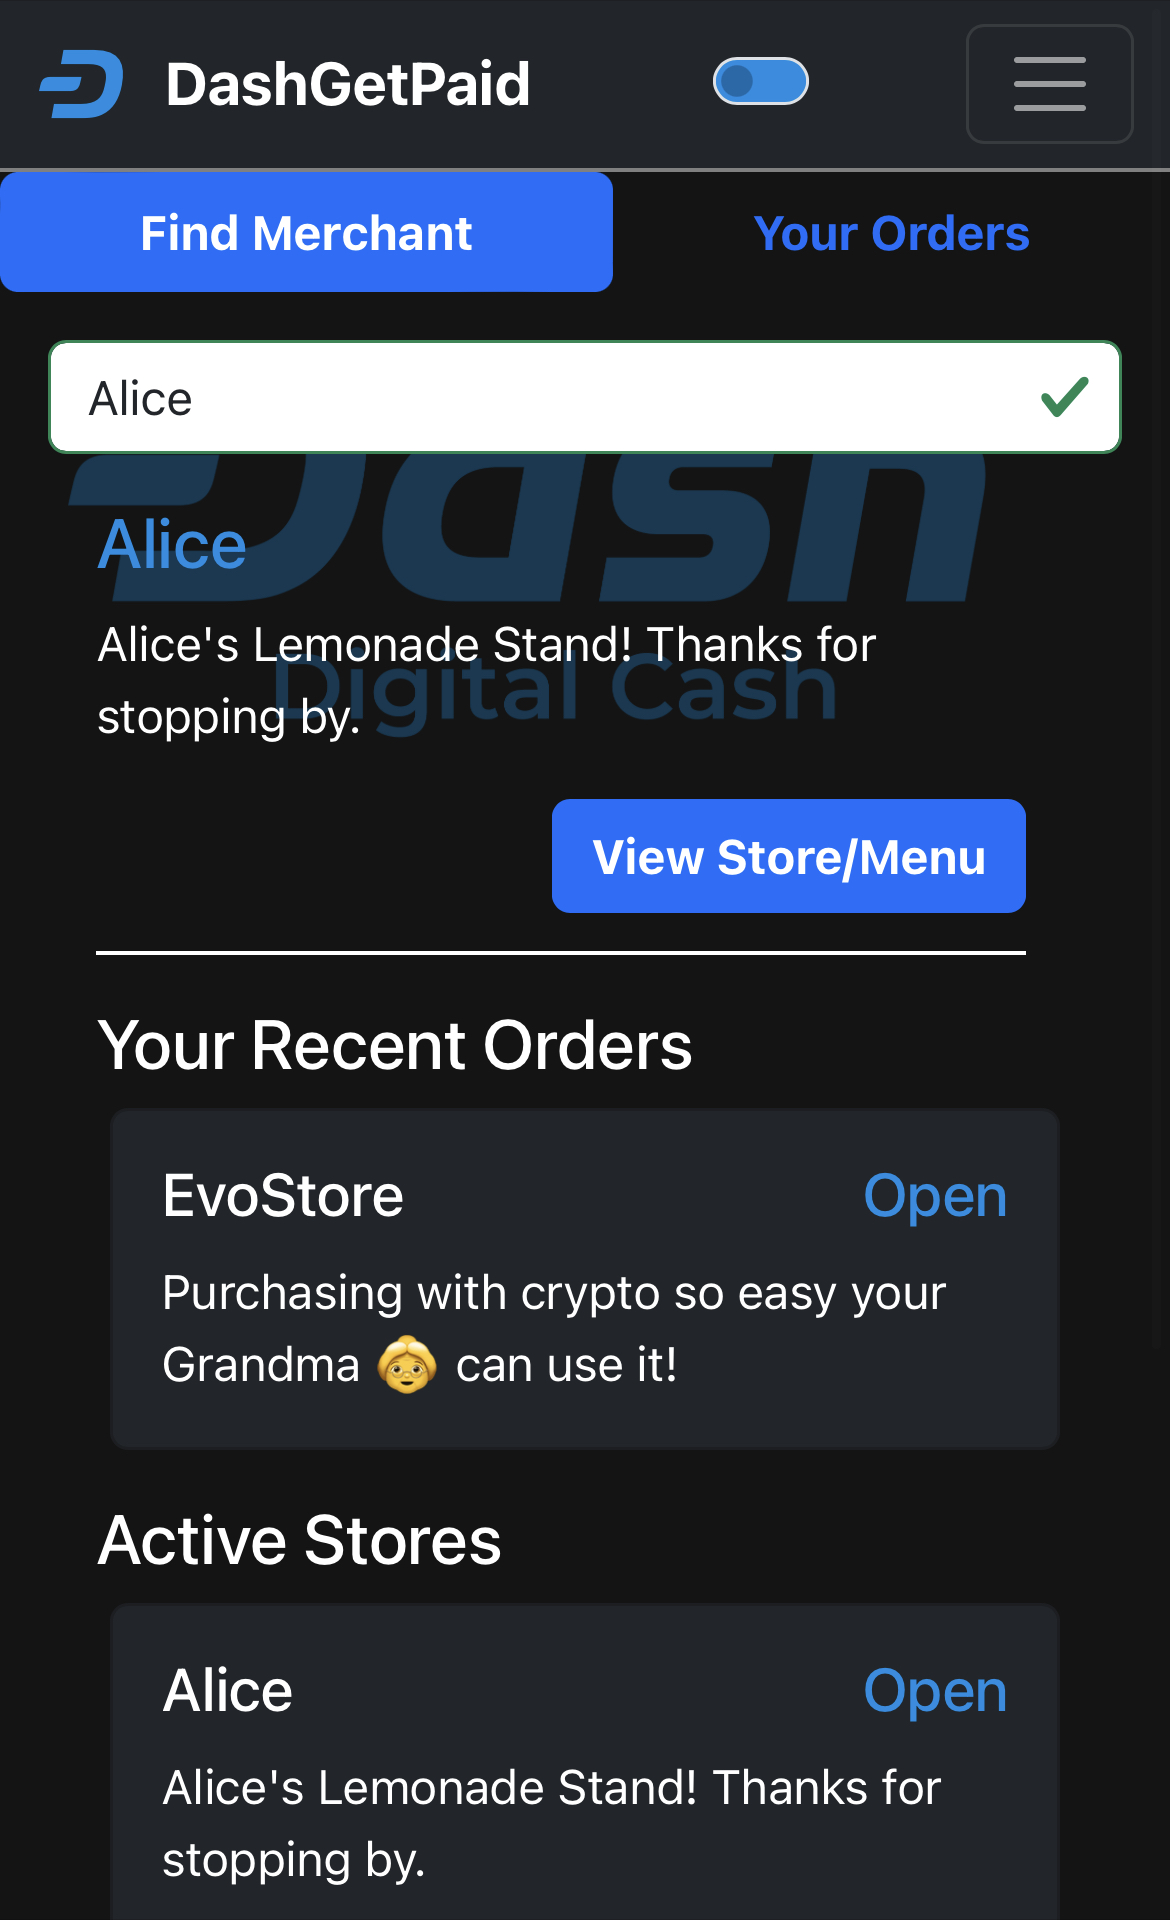 DashGetPaid
Find Merchant
Your Orders
Alice
Dash
Alice
Digital Cash
Alice's Lemonade Stand! Thanks for
stopping by.
View Store/Menu
Your Recent Orders
EvoStore
Open
Purchasing with crypto so easy your
Grandma 👵 can use it!
Active Stores
Alice
Open
Alice's Lemonade Stand! Thanks for
stopping by.